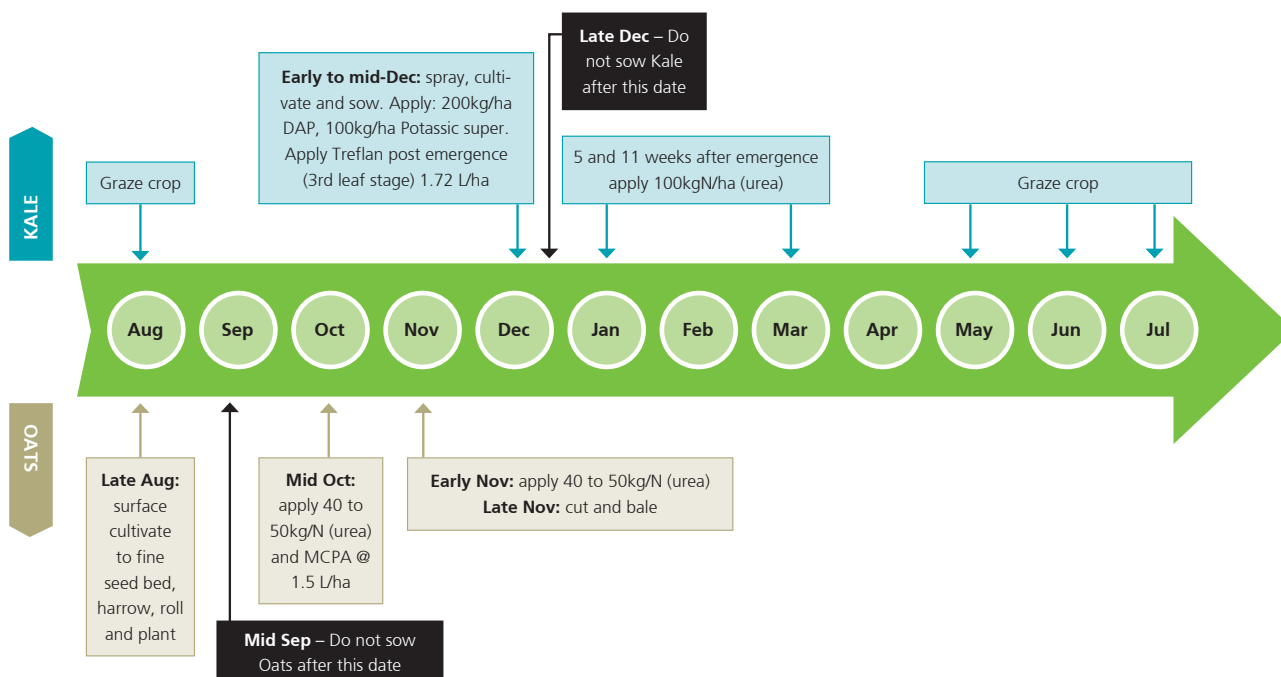 Late Dec – Do
not sow Kale
after this date
Early to mid-Dec: spray, culti-
vate and sow. Apply: 200kg/ha
DAP, 100kg/ha Potassic super.
Apply Treflan post emergence
(3rd leaf stage) 1.72 L/ha
KALE
Graze crop
5 and 11 weeks after emergence
apply 100kgN/ha (urea)
Graze crop
Aug
Sep
Oct
Nov
Dec
Jan
Feb
Mar
Apr
May
Jun
Jul
OATS
Late Aug:
surface
cultivate
to fine
seed bed,
harrow, roll
and plant
Mid Sep – Do not sow
Oats after this date
Mid Oct:
apply 40 to
50kg/N (urea)
and MCPA @
1.5 L/ha
Early Nov: apply 40 to 50kg/N (urea)
Late Nov: cut and bale